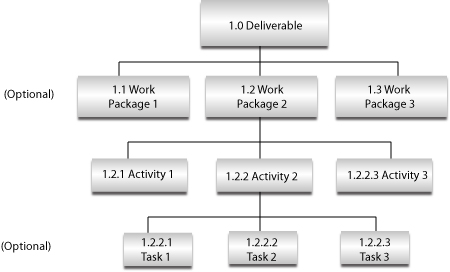 1.0 Deliverable
(Optional)
1.1 Work
Package 1
1.2 Work
Package 2
1.3 Work
Package 3
1.2.1 Activity 1
1.2.2 Activity 2
1.2.2.3 Activity 3
(Optional)
1.2.2.1
Task 1
1.2.2.2
Task 2
1.2.2.3
Task 3